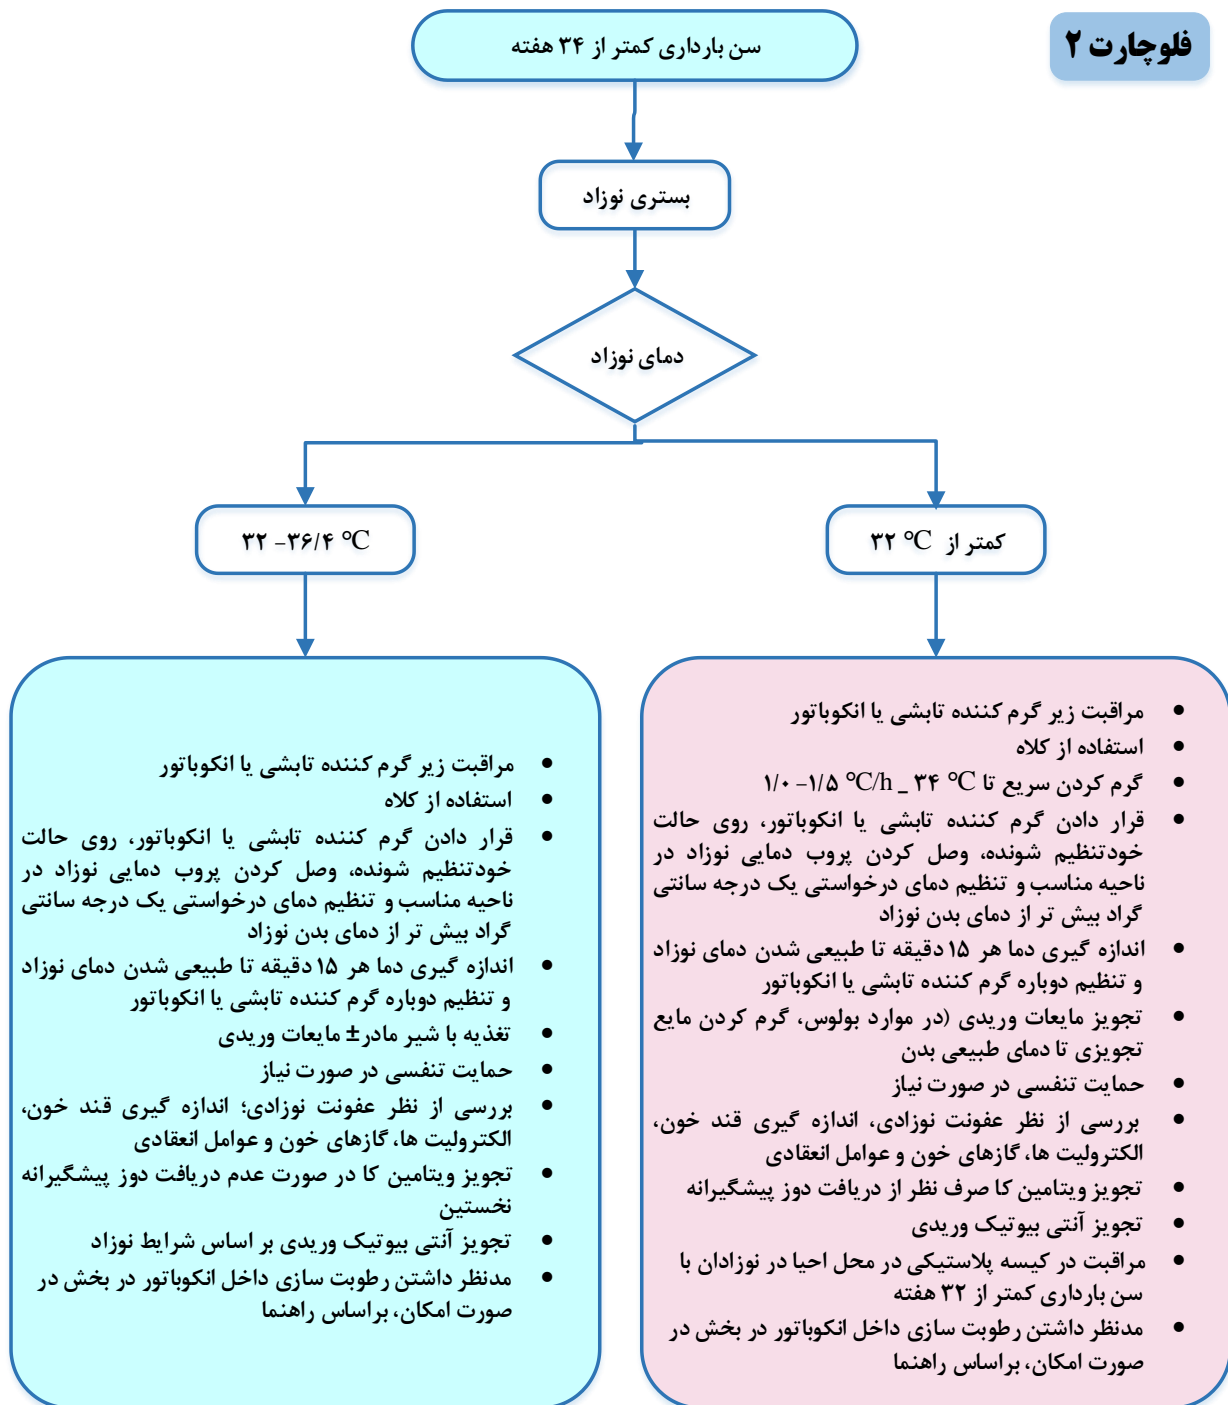 فلوچارت ۲
سن بارداری کمتر از ۳۴ هفته
بستری نوزاد
دمای نوزاد
کمتر از ۳۲ °C
۳۲ -۳۶/۴ °C
• مراقبت زیر گرم کننده تابشی یا انکوباتور
• استفاده از کلاه
• گرم کردن سریع تا ۳۴ °C _ ۱/۰ -۱/۵ °C/h
• قرار دادن گرم کننده تابشی یا انکوباتور، روی حالت
خودتنظیم شونده، وصل کردن پروب دمایی نوزاد در
ناحیه مناسب و تنظیم دمای درخواستی یک درجه سانتی
گراد بیش تر از دمای بدن نوزاد
• اندازه گیری دما هر ۱۵ دقیقه تا طبیعی شدن دمای نوزاد
و تنظیم دوباره گرم کننده تابشی یا انکوباتور
• تجویز مایعات وریدی (در موارد بولوس، گرم کردن مایع
تجویزی تا دمای طبیعی بدن
• حمایت تنفسی در صورت نیاز
• بررسی از نظر عفونت نوزادی، اندازه گیری قند خون،
الکترولیت ها، گازهای خون و عوامل انعقادی
• تجویز ویتامین کا صرف نظر از دریافت دوز پیشگیرانه
• تجویز آنتی بیوتیک وریدی
• مراقبت در کیسه پلاستیکی در محل احیا در نوزادان با
سن بارداری کمتر از ۳۲ هفته
• مدنظر داشتن رطوبت سازی داخل انکوباتور در بخش در
صورت امکان، براساس راهنما
• مراقبت زیر گرم کننده تابشی یا انکوباتور
• استفاده از کلاه
• قرار دادن گرم کننده تابشی یا انکوباتور، روی حالت
خودتنظیم شونده، وصل کردن پروب دمایی نوزاد در
ناحیه مناسب و تنظیم دمای درخواستی یک درجه سانتی
گراد بیش تر از دمای بدن نوزاد
• اندازه گیری دما هر ۱۵ دقیقه تا طبیعی شدن دمای نوزاد
و تنظیم دوباره گرم کننده تابشی یا انکوباتور
• تغذیه با شیر مادر± مایعات وریدی
• حمایت تنفسی در صورت نیاز
• بررسی از نظر عفونت نوزادی؛ اندازه گیری قند خون،
الکترولیت ها، گازهای خون و عوامل انعقادی
• تجویز ویتامین کا در صورت عدم دریافت دوز پیشگیرانه
نخستین
• تجویز آنتی بیوتیک وریدی بر اساس شرایط نوزاد
• مدنظر داشتن رطوبت سازی داخل انکوباتور در بخش در
صورت امکان، براساس راهنما